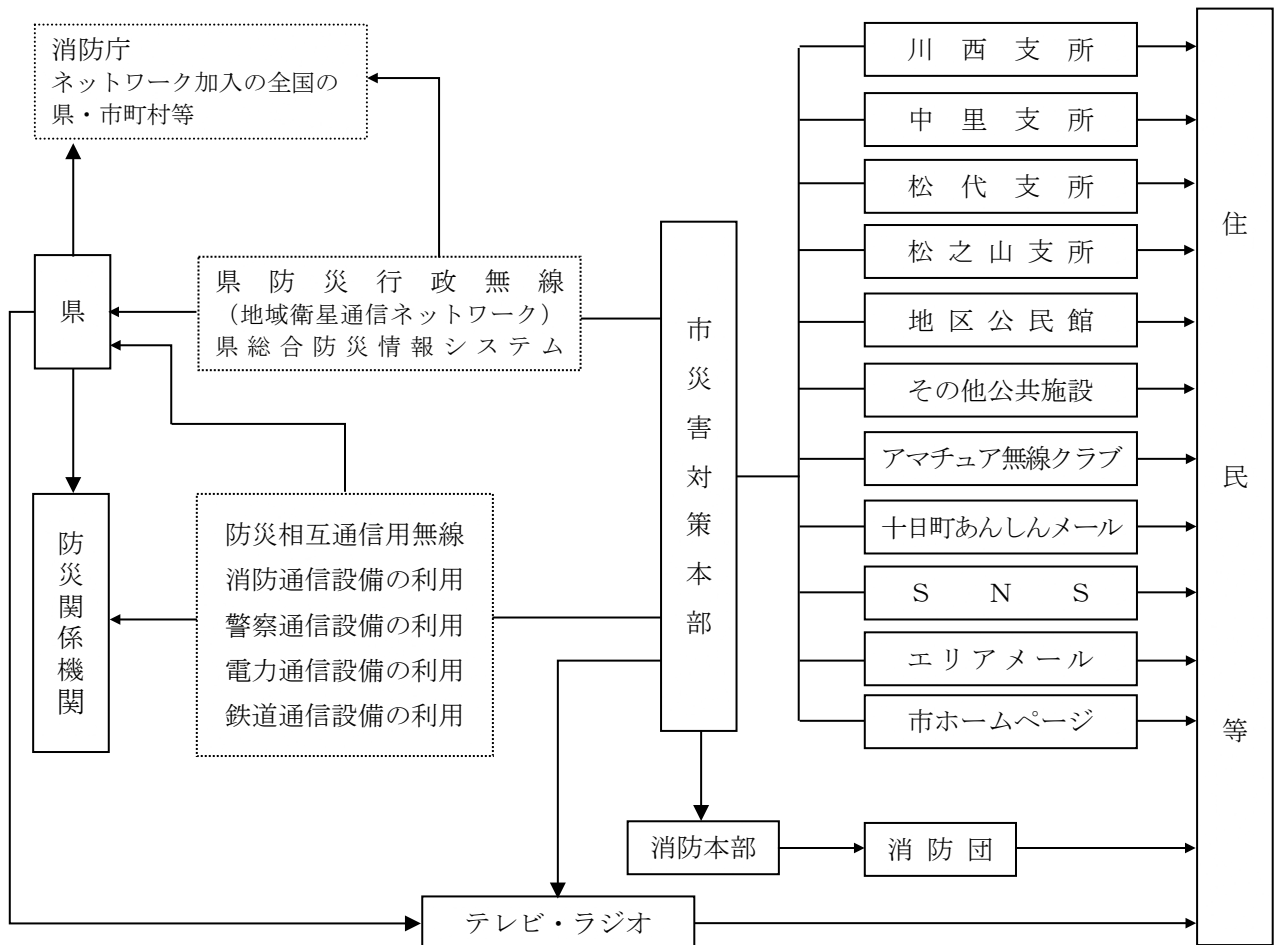 消防庁
ネットワーク加入の全国の
県・市町村等
県
県防災行政無線
(地域衛星通信ネットワーク)
県総合防災情報システム
防災関係機関
防災相互通信用無線
消防通信設備の利用
警察通信設備の利用
電力通信設備の利用
鉄道通信設備の利用
市災害対策本部
川西支所
中里支所
松代支所
松之山支所
地区公民館
その他公共施設
アマチュア無線クラブ
十日町あんしんメール
SNS
エリアメール
市ホームページ
消防本部
消防団
テレビ・ラジオ
住民等